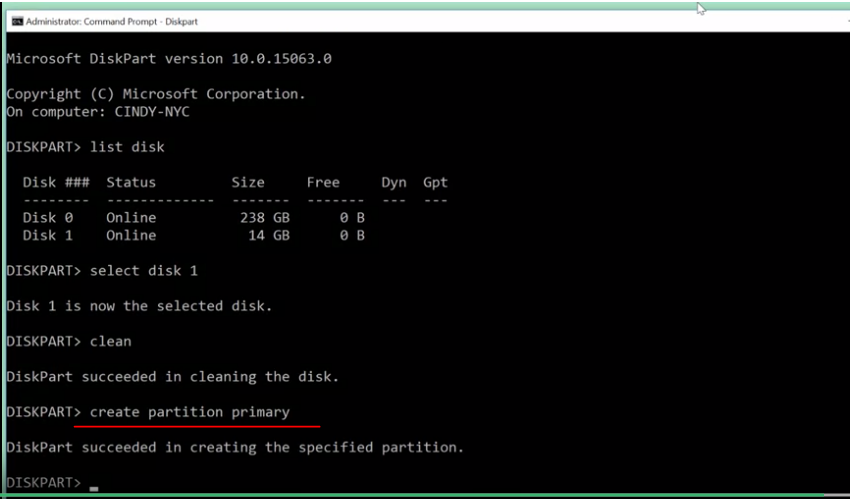 Administrator: Command Prompt - Diskpart
Microsoft DiskPart version 10.0.15063.0
Copyright (C) Microsoft Corporation.
On computer: CINDY-NYC
DISKPART> list disk
Disk ### Status Size Free Dyn Gpt
-------- ------------- ------- ------- --- ---
Disk 0 Online 238 GB 0 B
Disk 1 Online 14 GB 0 B
DISKPART> select disk 1
Disk 1 is now the selected disk.
DISKPART> clean
DiskPart succeeded in cleaning the disk.
DISKPART> create partition primary
DiskPart succeeded in creating the specified partition.
DISKPART> _